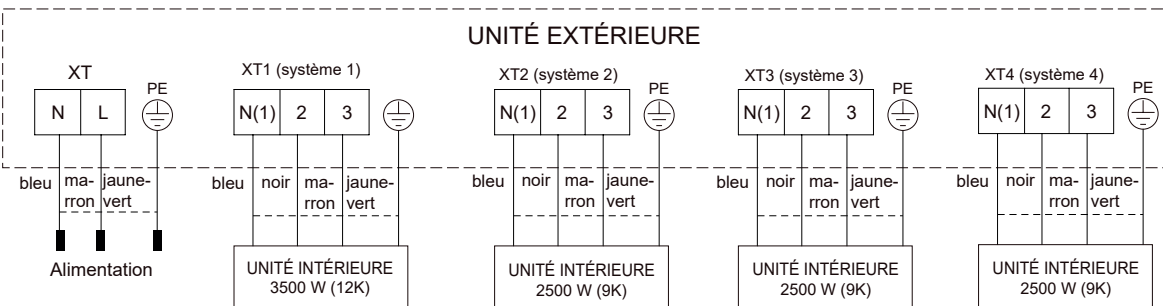 UNITÉ EXTÉRIEURE
XT
N L PE
XT1 (système 1)
N(1) 2 3
XT2 (système 2)
N(1) 2 3 PE
XT3 (système 3)
N(1) 2 3 PE
XT4 (système 4)
N(1) 2 3 PE
bleu ma- jaune-
rron vert
bleu noir ma- jaune-
rron vert
bleu noir ma- jaune-
rron vert
bleu noir ma- jaune-
rron vert
bleu noir ma- jaune-
rron vert
Alimentation
UNITÉ INTÉRIEURE
3500 W (12K)
UNITÉ INTÉRIEURE
2500 W (9K)
UNITÉ INTÉRIEURE
2500 W (9K)
UNITÉ INTÉRIEURE
2500 W (9K)